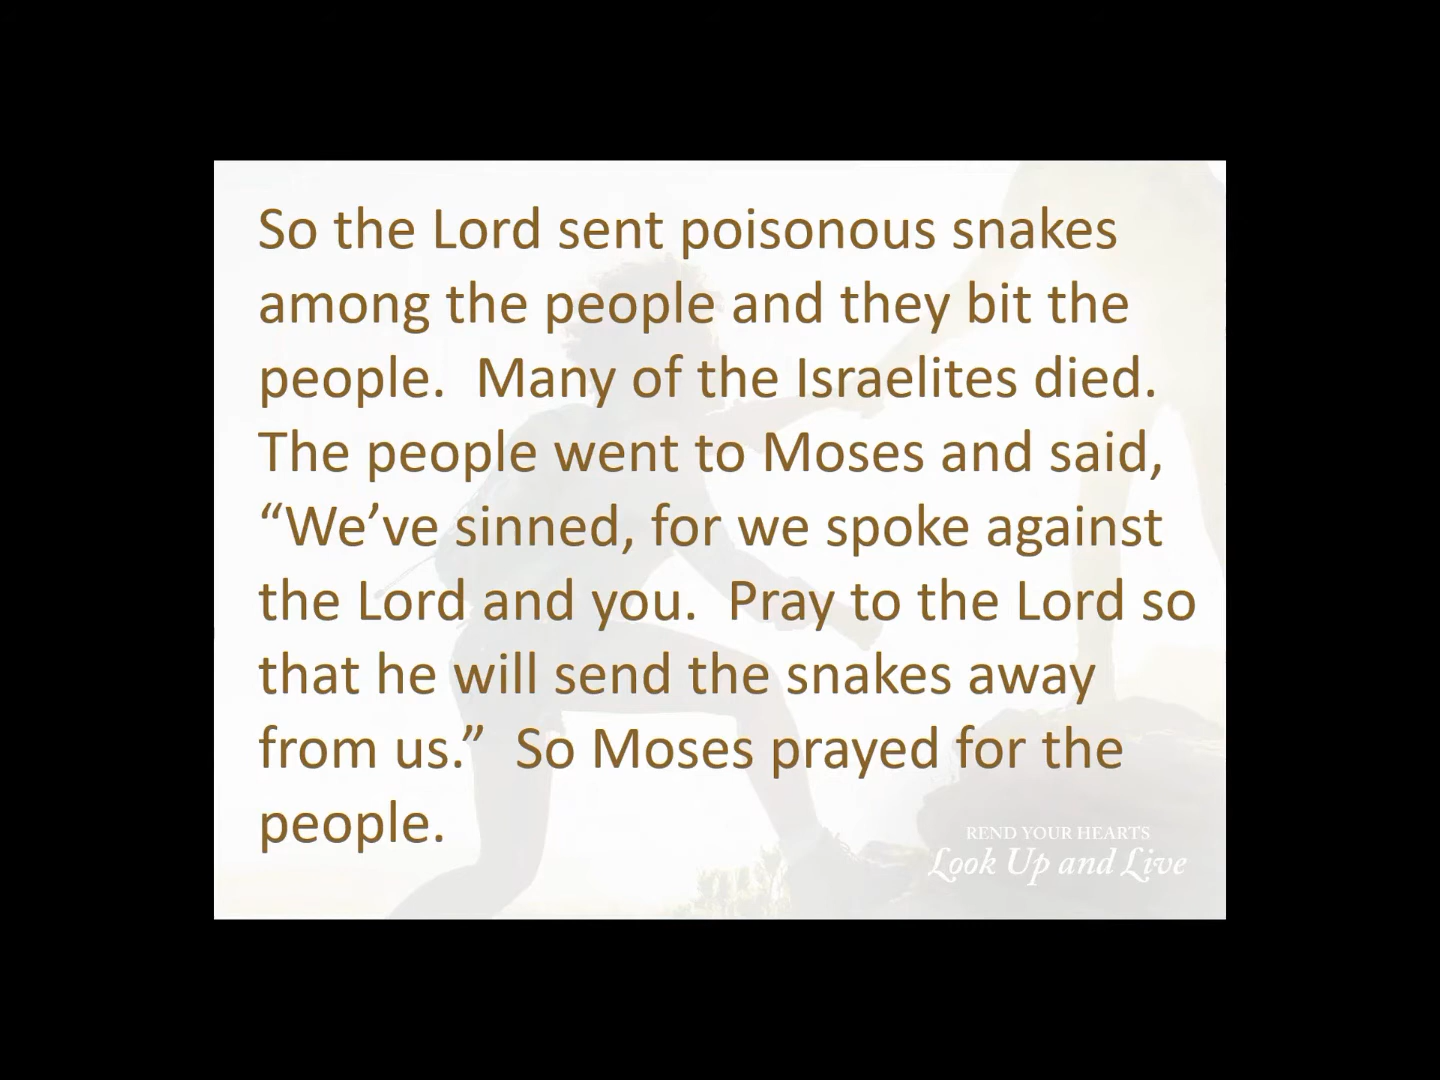 So the Lord sent poisonous snakes
among the people and they bit the
people.  Many of the Israelites died.
The people went to Moses and said,
“We’ve sinned, for we spoke against
the Lord and you.  Pray to the Lord so
that he will send the snakes away
from us.”  So Moses prayed for the
people.
REND YOUR HEARTS
Look Up and Live